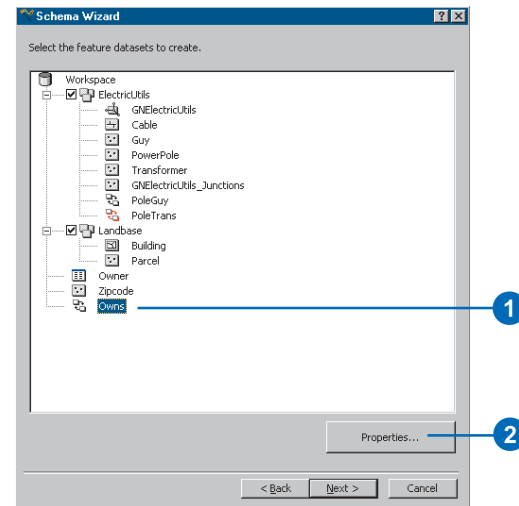 Schema Wizard
Select the feature datasets to create.
Workspace
ElectricUtils
GNElectricUtils
Cable
Guy
PowerPole
Transformer
GNElectricUtils_Junctions
PoleGuy
PoleTrans
Landbase
Building
Parcel
Owner
Zipcode
Owns
1
Properties...
2
< Back Next > Cancel